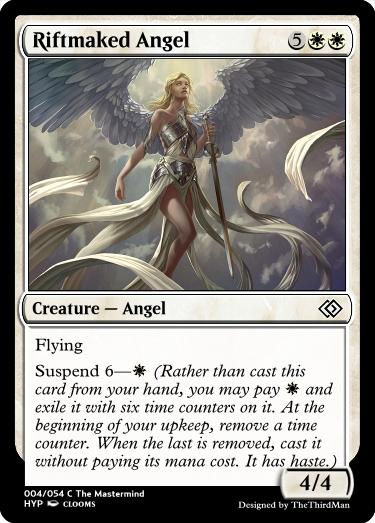 Riftmaked Angel 5
Creature — Angel
Flying
Suspend 6— (Rather than cast this
card from your hand, you may pay and
exile it with six time counters on it. At the
beginning of your upkeep, remove a time
counter. When the last is removed, cast it
without paying its mana cost. It has haste.)
4/4
004/054 C The Mastermind
HYP CLOOMS
Designed by TheThirdMan